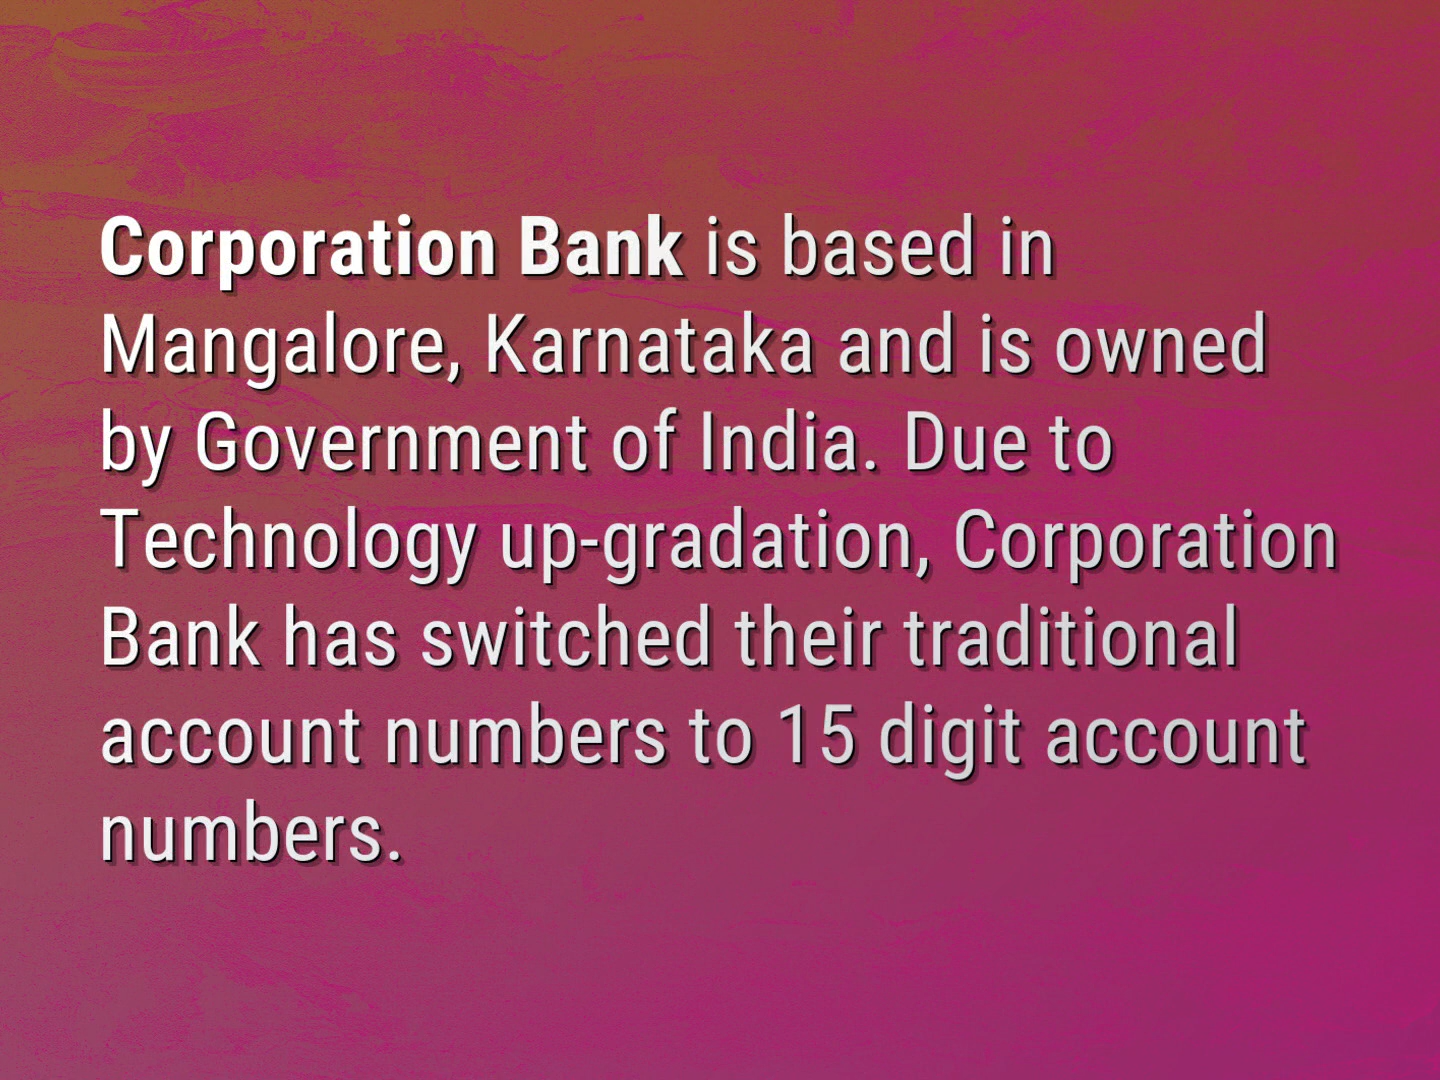 Corporation Bank is based in
Mangalore, Karnataka and is owned
by Government of India. Due to
Technology up-gradation, Corporation
Bank has switched their traditional
account numbers to 15 digit account
numbers.